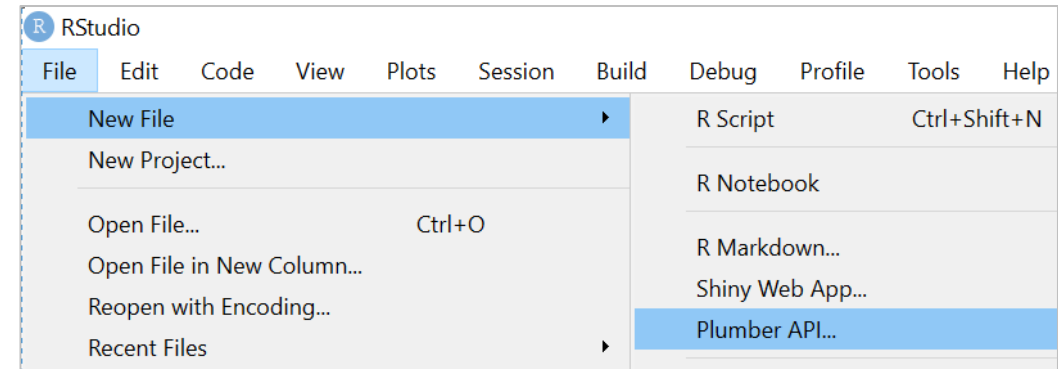 R RStudio
File Edit Code View Plots Session Build Debug Profile Tools Help
New File
New Project...
Open File... Ctrl+O
Open File in New Column...
Reopen with Encoding...
Recent Files
R Script Ctrl+Shift+N
R Notebook
R Markdown...
Shiny Web App...
Plumber API...